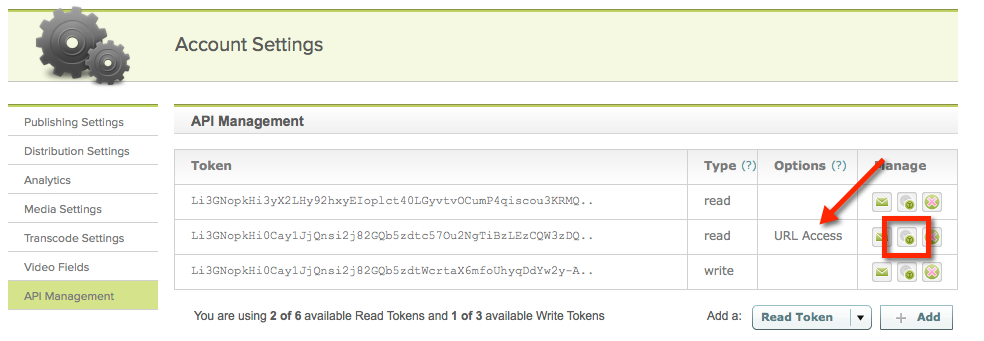 Account Settings
Publishing Settings
Distribution Settings
Analytics
Media Settings
Transcode Settings
Video Fields
API Management
API Management
Token Type (?) Options (?) Manage
Li3GNopkHi3yX2LHy92hxyEIoplct40LGyvtvOCumP4qiscou3KRMQ.. read
Li3GNopkHi0Cay1JjQnsi2j82GQb5zdtc57Ou2NgTiBzLEzCQW3zDQ.. read URL Access
Li3GNopkHi0Cay1JjQnsi2j82GQb5zdtWcrtaX6mfoUhyqDdYw2y-A.. write
You are using 2 of 6 available Read Tokens and 1 of 3 available Write Tokens Add a: Read Token + Add